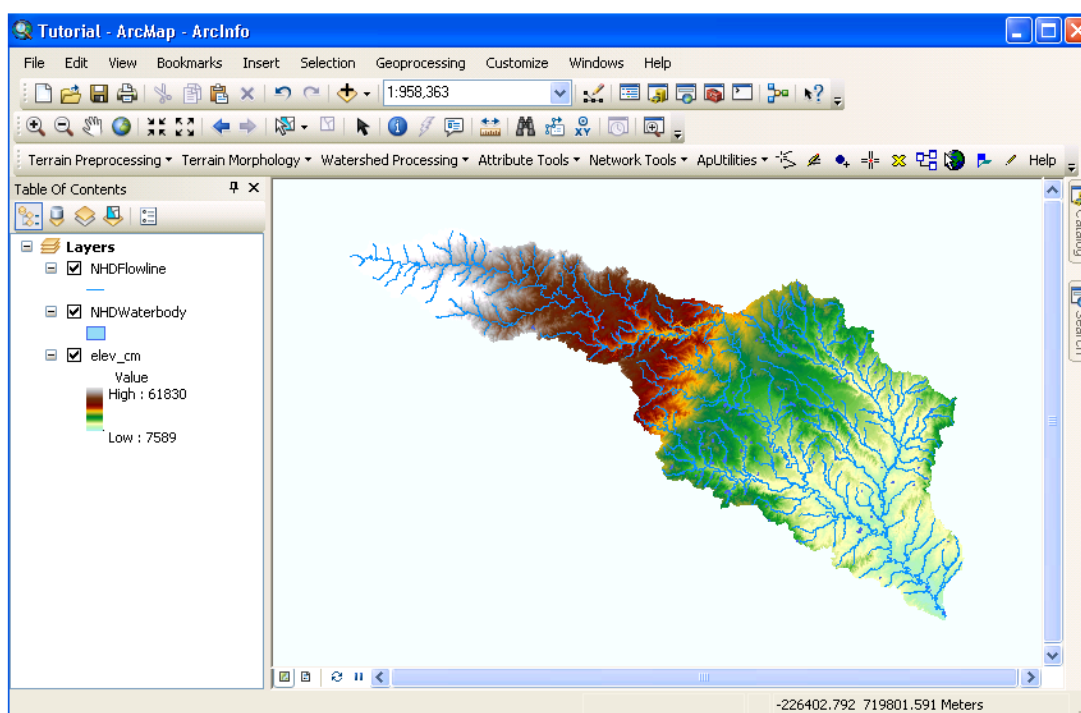 Tutorial - ArcMap - ArcInfo
File Edit View Bookmarks Insert Selection Geoprocessing Customize Windows Help
1:958,363
Terrain Preprocessing Terrain Morphology Watershed Processing Attribute Tools Network Tools ApUtilities Help
Table Of Contents
Layers
NHDFlowline
NHDWaterbody
elev_cm
Value
High : 61830
Low : 7589
Catalog
Search
-226402.792 719801.591 Meters